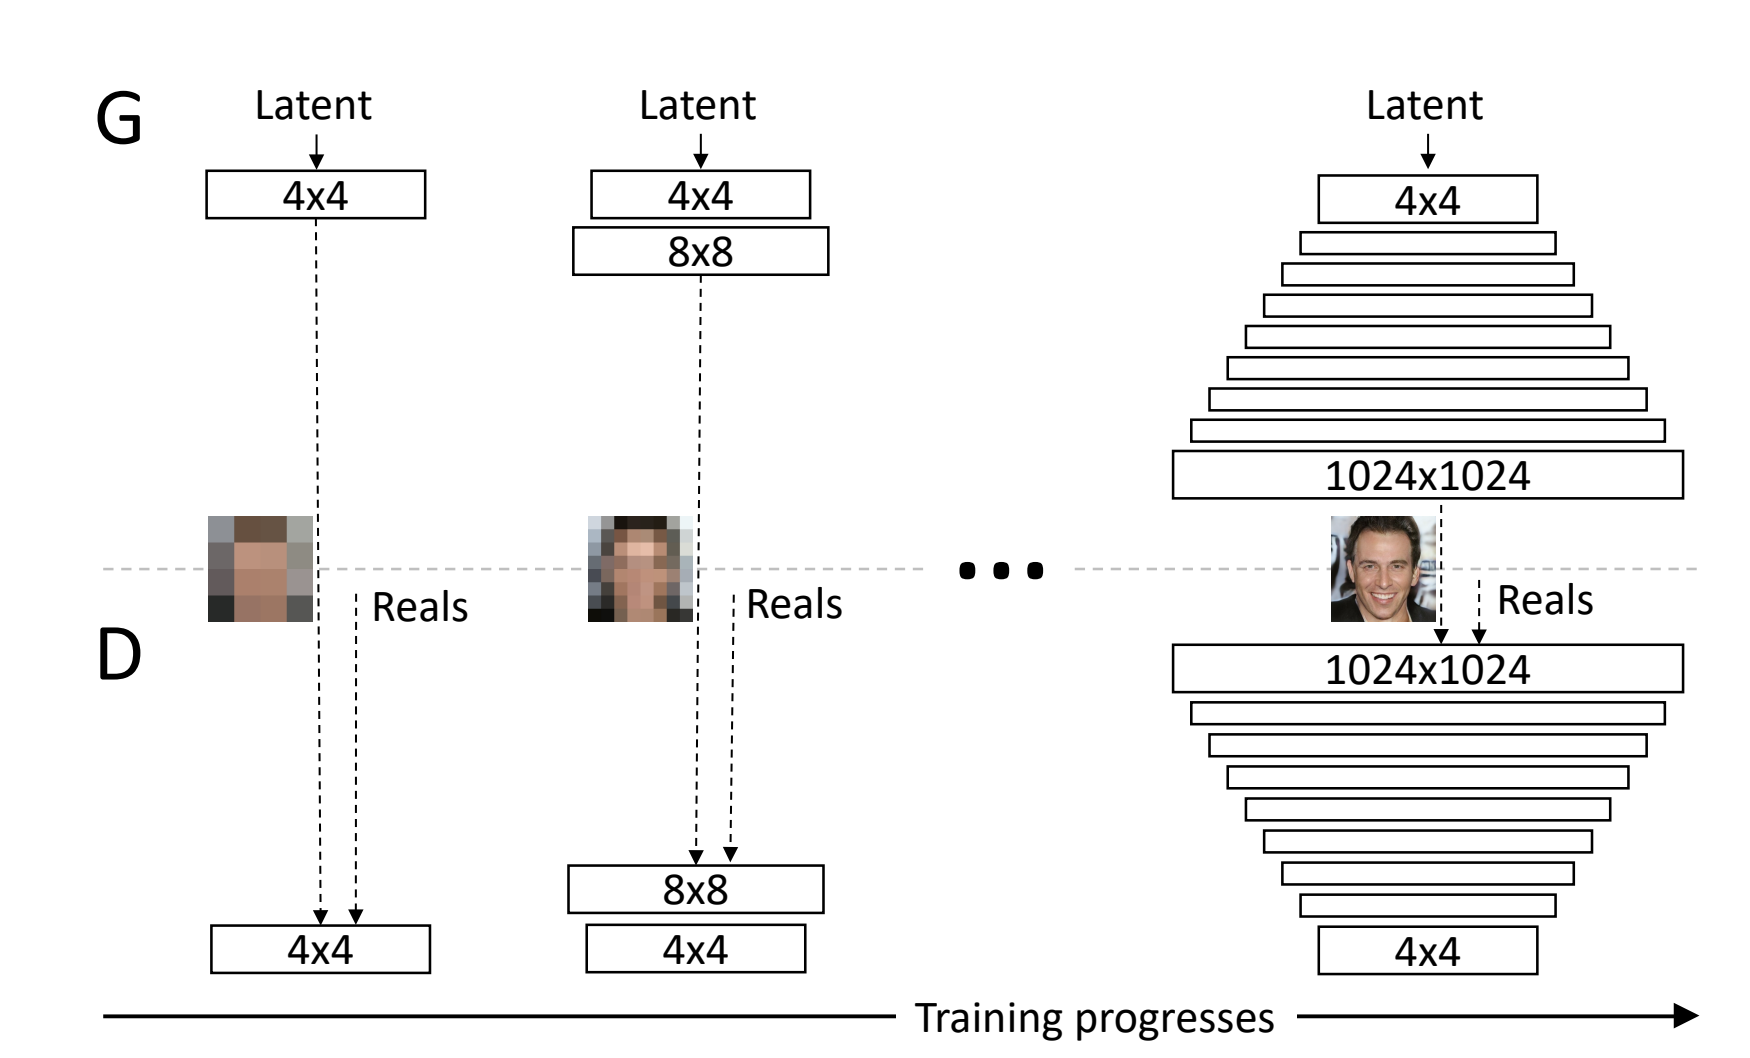 G
Latent
Latent
Latent
4x4
4x4
4x4
8x8
1024x1024
...
Reals
Reals
Reals
D
1024x1024
8x8
4x4
4x4
4x4
Training progresses